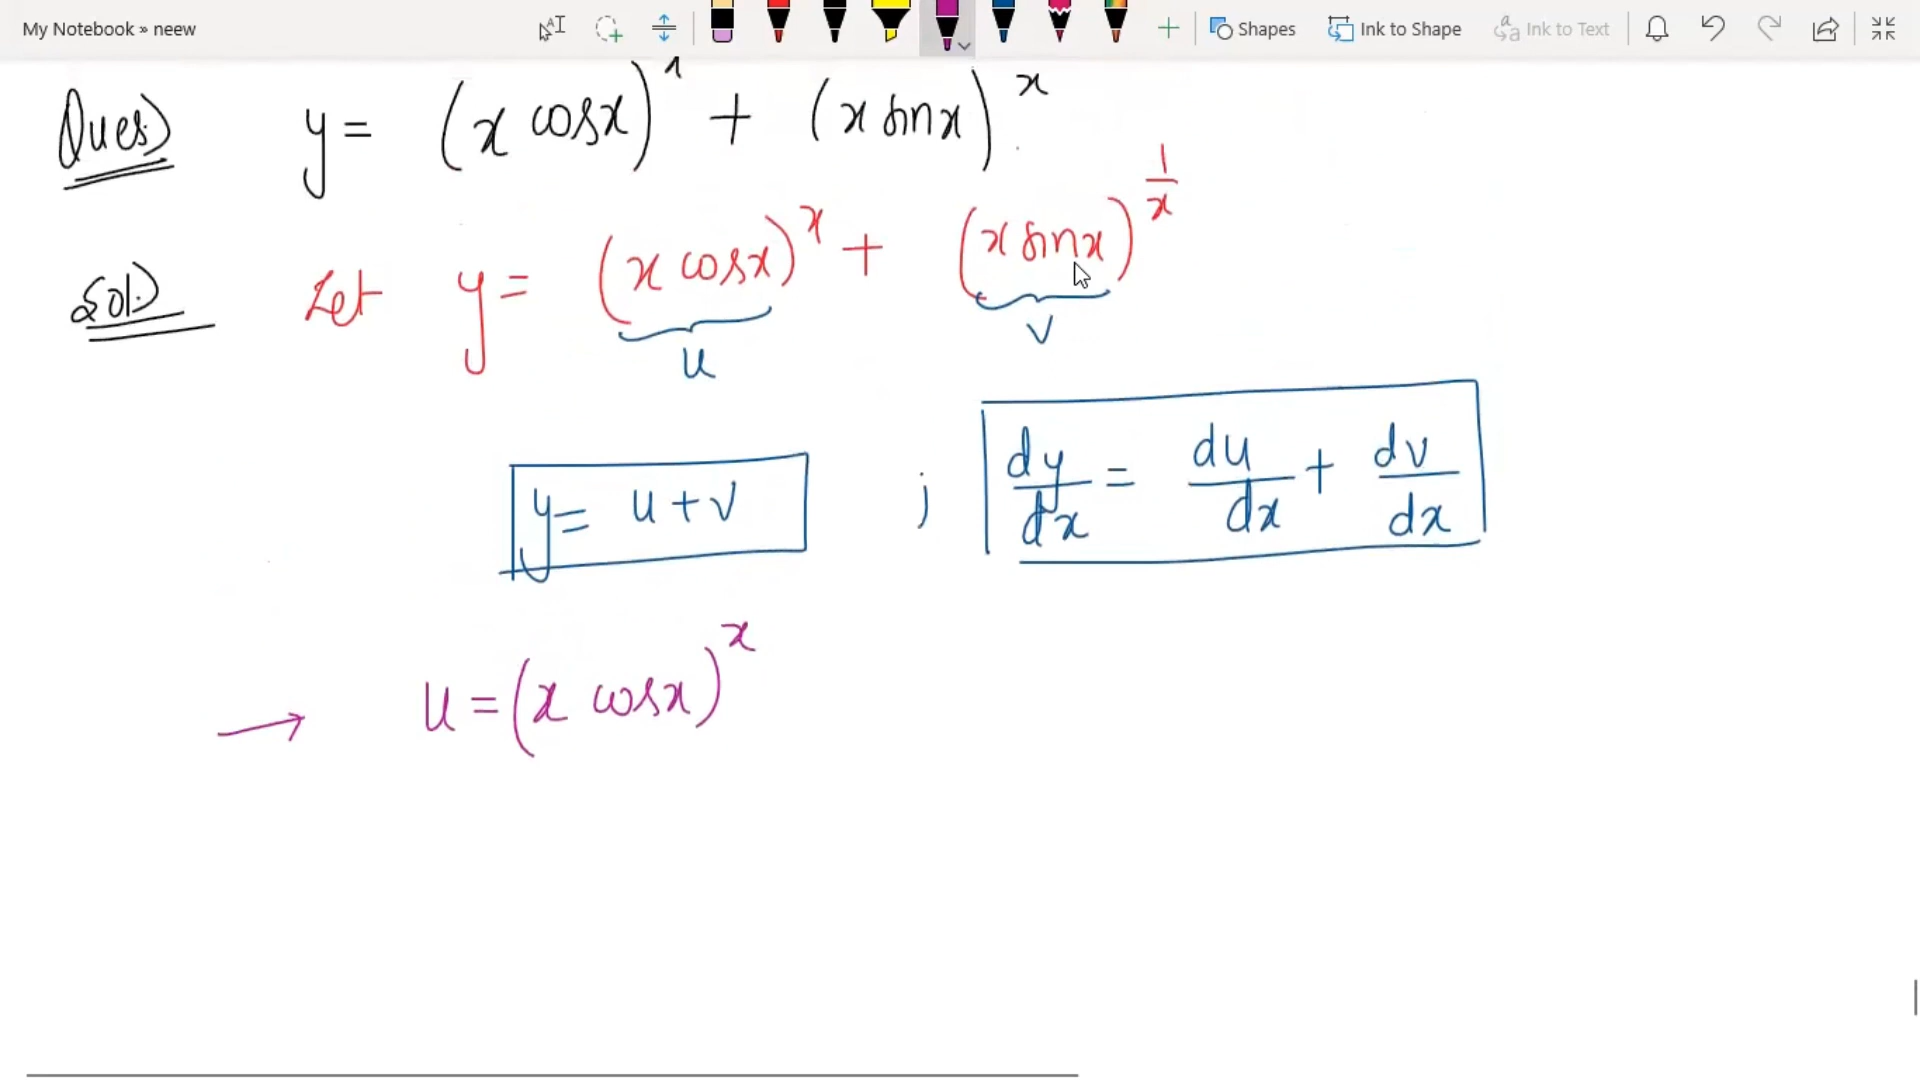 My Notebook » neew
Shapes Ink to Shape Ink to Text
Ques) y = (x cosx)^x + (x sinx)^x
Sol:) Let y = (x cosx)^x + (x sinx)^1/x
u v
y = u + v ; dy/dx = du/dx + dv/dx
→ u = (x cosx)^x